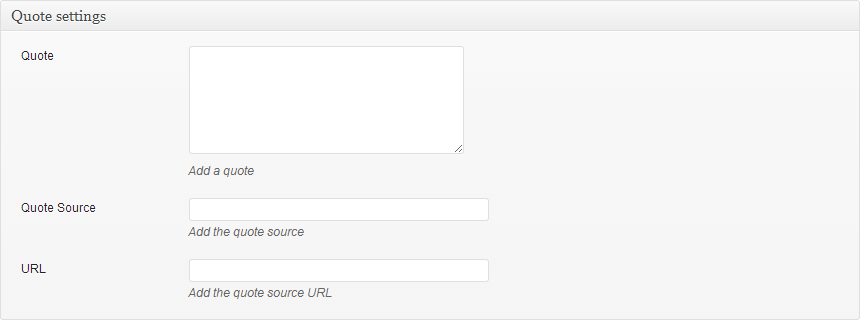 Quote settings
Quote
Add a quote
Quote Source
Add the quote source
URL
Add the quote source URL